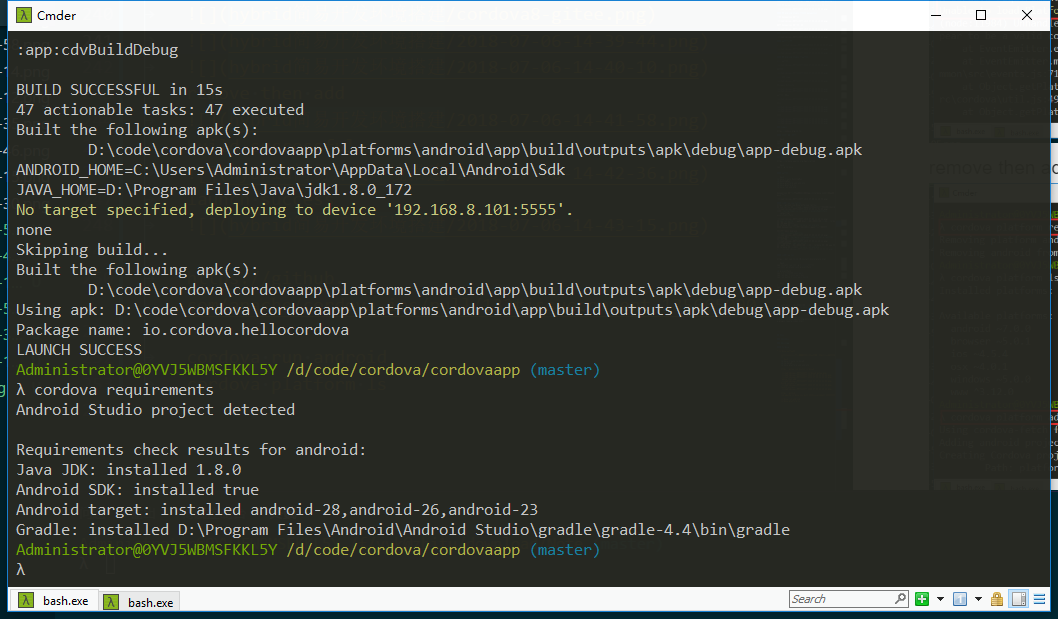 Cmder
:app:cdvBuildDebug
BUILD SUCCESSFUL in 15s
47 actionable tasks: 47 executed
Built the following apk(s):
D:\code\cordova\cordovaapp\platforms\android\app\build\outputs\apk\debug\app-debug.apk
ANDROID_HOME=C:\Users\Administrator\AppData\Local\Android\Sdk
JAVA_HOME=D:\Program Files\Java\jdk1.8.0_172
No target specified, deploying to device '192.168.8.101:5555'.
none
Skipping build...
Built the following apk(s):
D:\code\cordova\cordovaapp\platforms\android\app\build\outputs\apk\debug\app-debug.apk
Using apk: D:\code\cordova\cordovaapp\platforms\android\app\build\outputs\apk\debug\app-debug.apk
Package name: io.cordova.hellocordova
LAUNCH SUCCESS
Administrator@0YVJ5WBMSFKKL5Y /d/code/cordova/cordovaapp (master)
λ cordova requirements
Android Studio project detected
Requirements check results for android:
Java JDK: installed 1.8.0
Android SDK: installed true
Android target: installed android-28,android-26,android-23
Gradle: installed D:\Program Files\Android\Android Studio\gradle\gradle-4.4\bin\gradle
Administrator@0YVJ5WBMSFKKL5Y /d/code/cordova/cordovaapp (master)
λ
remove then
bash.exe
bash.exe
Search